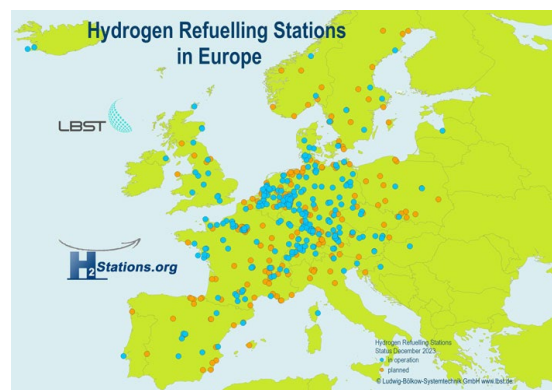 Hydrogen Refuelling Stations
in Europe
LBST
H2Stations.org
Hydrogen Refuelling Stations
Status December 2023
in operation
planned
© Ludwig-Bölkow-Systemtechnik GmbH www.lbst.de